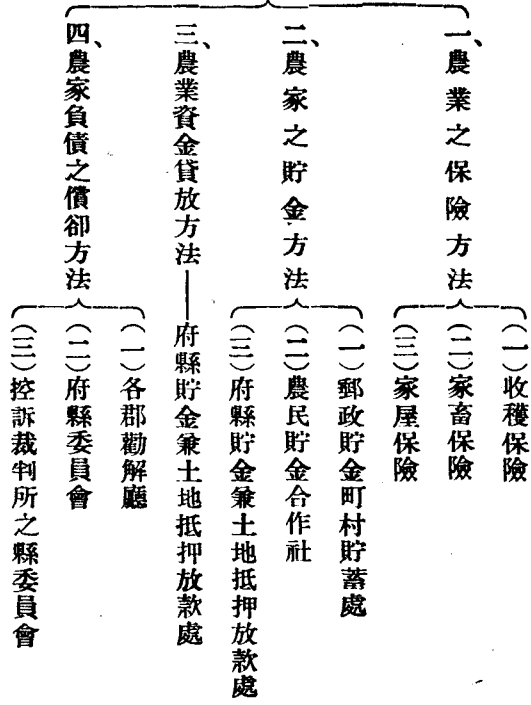 一、農業之保險方法
(一)收穫保險
(二)家畜保險
(三)家屋保險
二、農家之貯金方法
(一)郵政貯金町村貯蓄處
(二)農民貯金合作社
(三)府縣貯金兼土地抵押放款處
三、農業資金貸放方法——府縣貯金兼土地抵押放款處
四、農家負債之償卻方法
(一)各郡勸解廳
(二)府縣委員會
(三)控訴裁判所之縣委員會